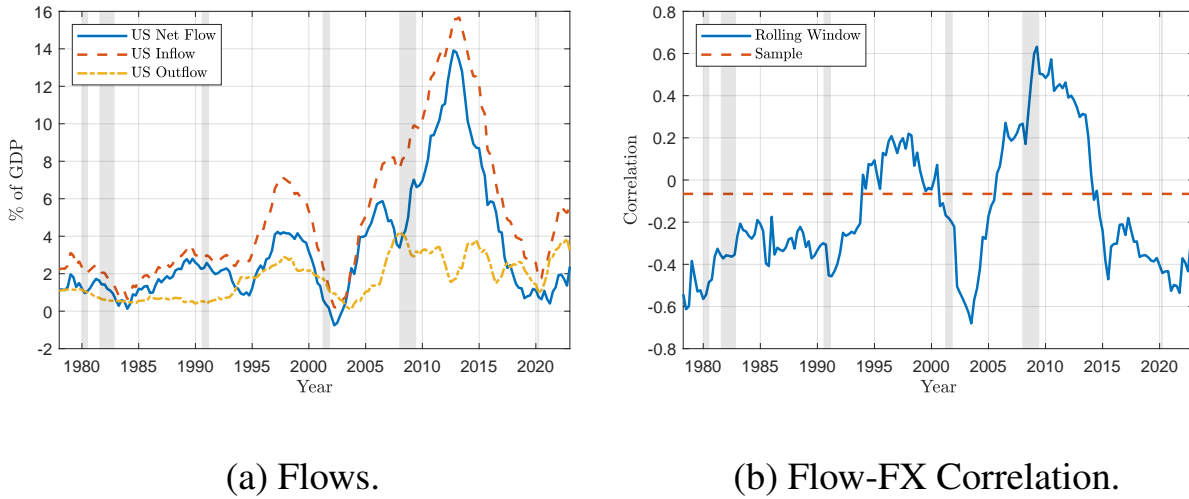 US Net Flow
US Inflow
US Outflow
16
14
12
10
8
6
4
2
0
-2
% of GDP
1980 1985 1990 1995 2000 2005 2010 2015 2020
Year
(a) Flows.
Rolling Window
Sample
0.8
0.6
0.4
0.2
0
-0.2
-0.4
-0.6
-0.8
Correlation
1980 1985 1990 1995 2000 2005 2010 2015 2020
Year
(b) Flow-FX Correlation.